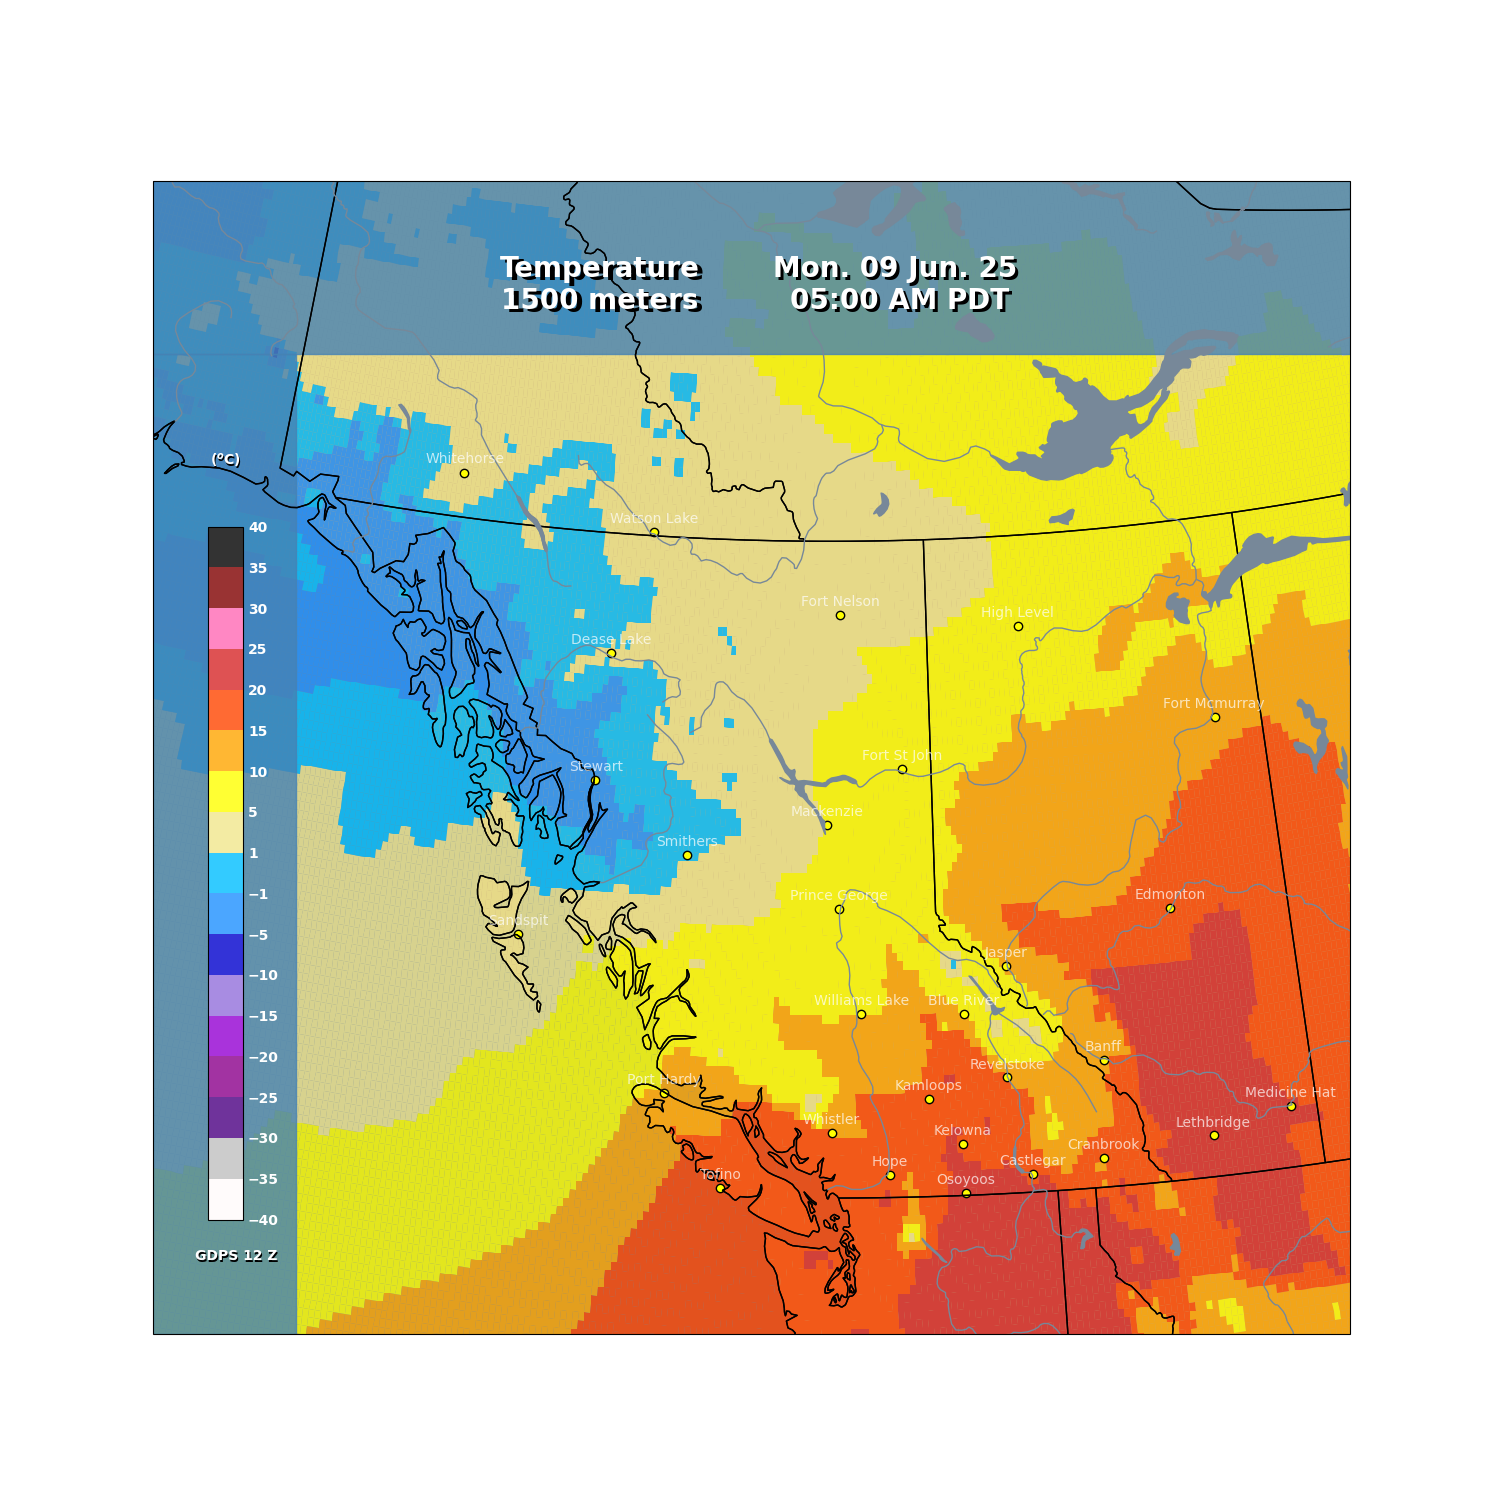 Temperature
1500 meters
Mon. 09 Jun. 25
05:00 AM PDT
(°C)
40
35
30
25
20
15
10
5
1
−1
−5
−10
−15
−20
−25
−30
−35
−40
GDPS 12 Z
Whitehorse
Watson Lake
Fort Nelson
High Level
Dease Lake
Fort Mcmurray
Fort St John
Stewart
Mackenzie
Smithers
Prince George
Edmonton
Sandspit
Jasper
Williams Lake
Blue River
Banff
Revelstoke
Port Hardy
Kamloops
Medicine Hat
Whistler
Lethbridge
Kelowna
Cranbrook
Hope
Castlegar
Tofino
Osoyoos